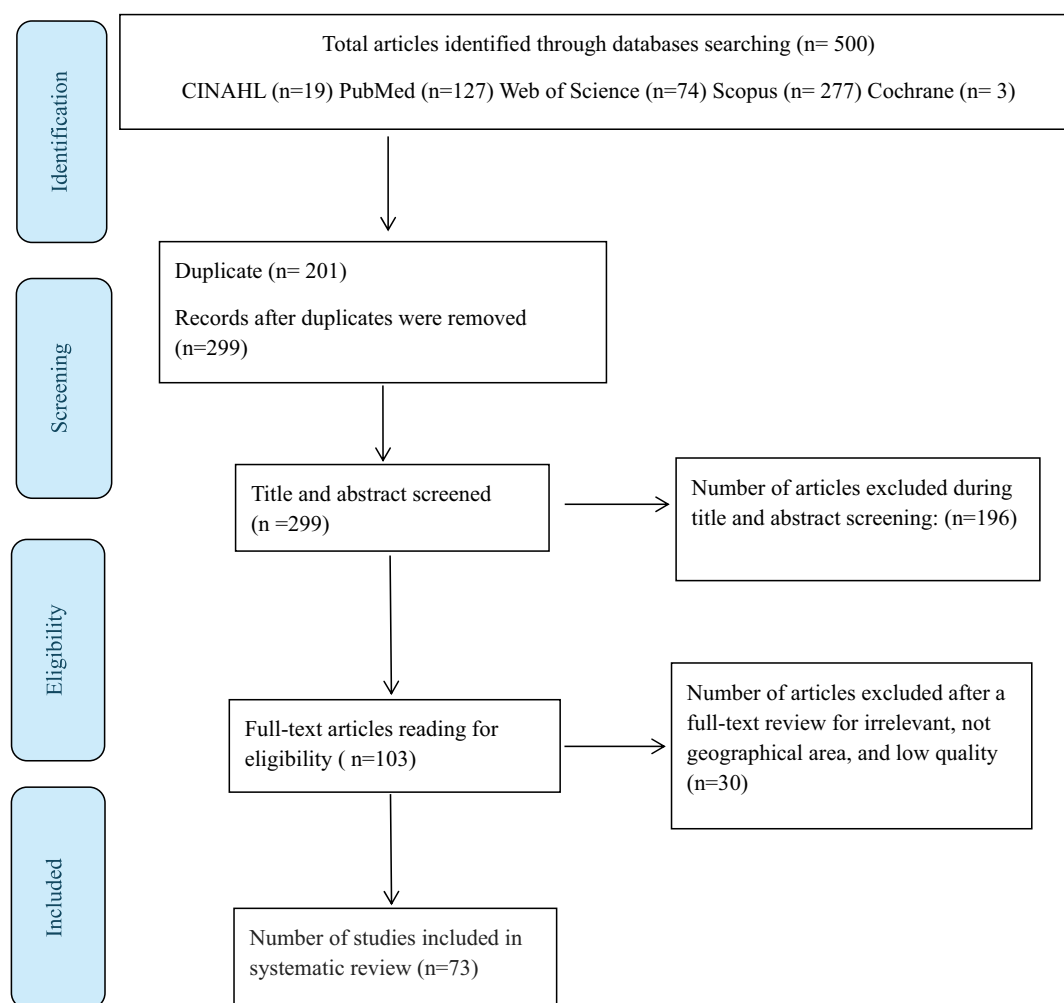 Identification
Total articles identified through databases searching (n= 500)
CINAHL (n=19) PubMed (n=127) Web of Science (n=74) Scopus (n= 277) Cochrane (n= 3)
Screening
Duplicate (n= 201)
Records after duplicates were removed
(n=299)
Title and abstract screened
(n =299)
Number of articles excluded during
title and abstract screening: (n=196)
Eligibility
Full-text articles reading for
eligibility ( n=103)
Number of articles excluded after a
full-text review for irrelevant, not
geographical area, and low quality
(n=30)
Included
Number of studies included in
systematic review (n=73)